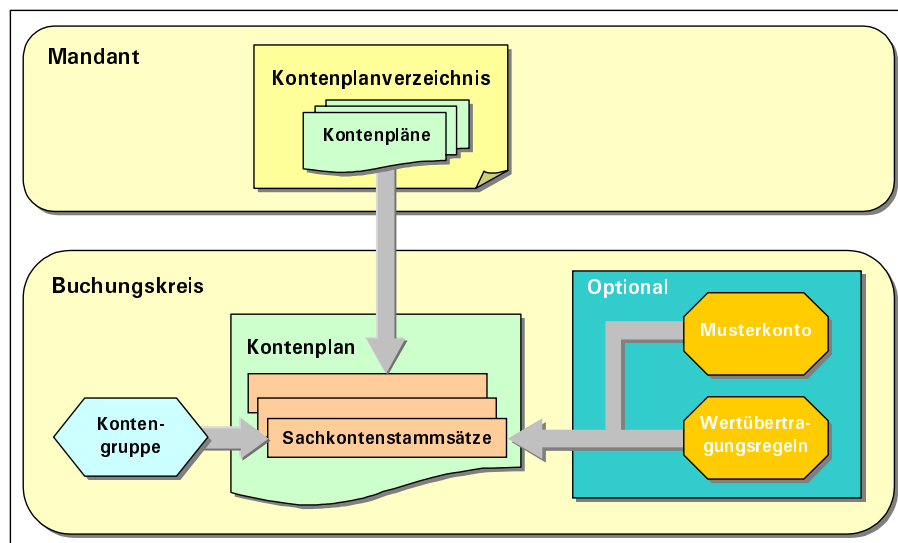 Mandant
Kontenplanverzeichnis
Kontenpläne
Buchungskreis
Optional
Musterkonto
Kontenplan
Konten-
gruppe
Sachkontenstammsätze
Wertübertra-
gungsregeln